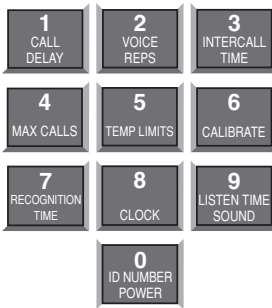 1 2 3
CALL DELAY VOICE REPS INTERCALL TIME
4 5 6
MAX CALLS TEMP LIMITS CALIBRATE
7 8 9
RECOGNITION TIME CLOCK LISTEN TIME SOUND
0
ID NUMBER
POWER